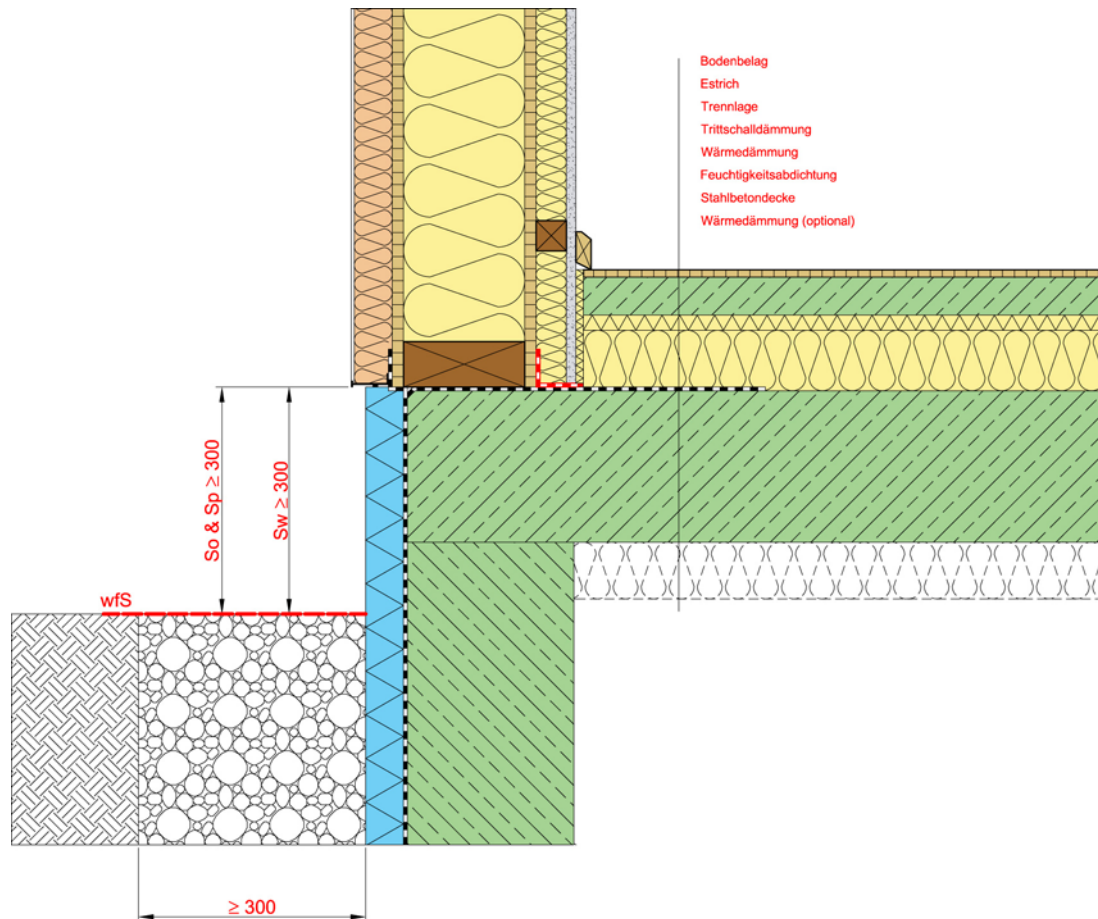 Bodenbelag
Estrich
Trennlage
Trittschalldämmung
Wärmedämmung
Feuchtigkeitsabdichtung
Stahlbetondecke
Wärmedämmung (optional)
So & Sp ≥ 300
Sw ≥ 300
wfS
≥ 300